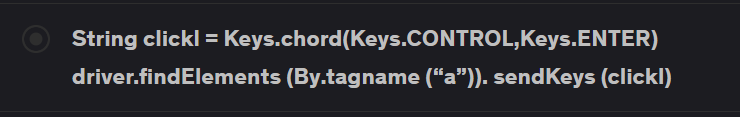 String clickl = Keys.chord(Keys.CONTROL,Keys.ENTER)
driver.findElements (By.tagname (“a”)). sendKeys (clickl)